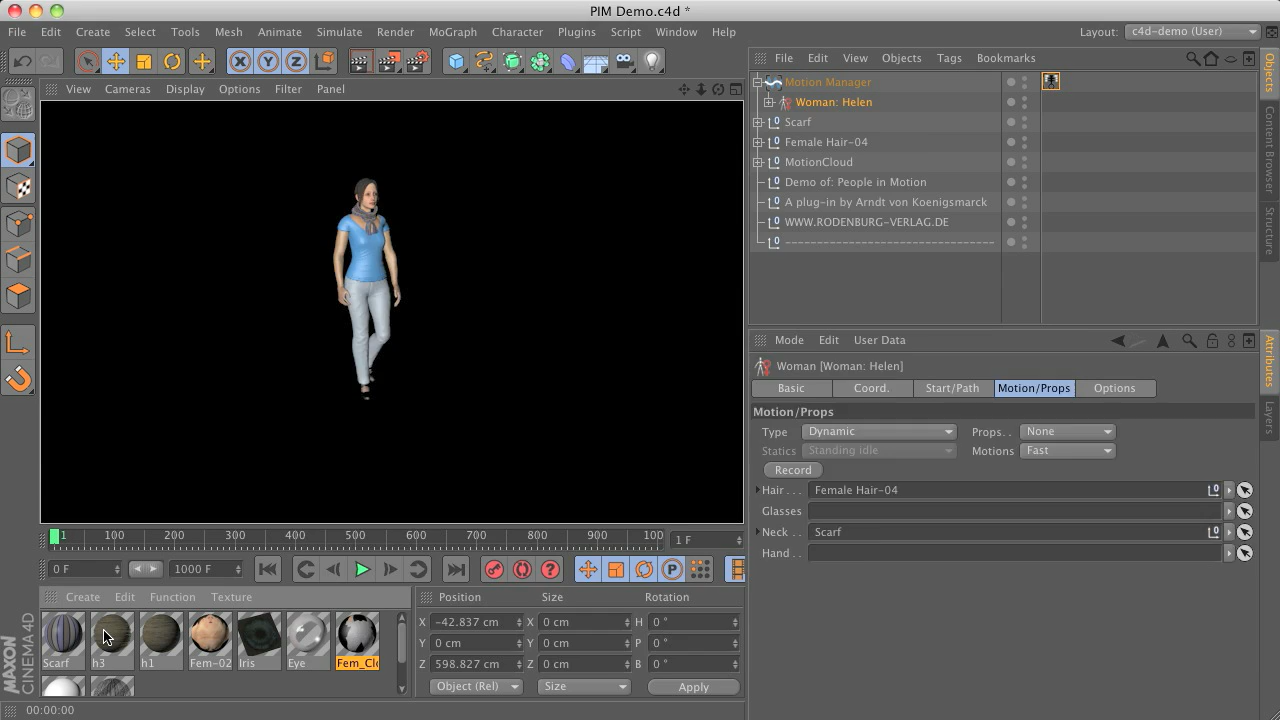 PIM Demo.c4d *
File Edit Create Select Tools Mesh Animate Simulate Render MoGraph Character Plugins Script Window Help Layout: c4d-demo (User)
X Y Z
File Edit View Objects Tags Bookmarks
View Cameras Display Options Filter Panel
Motion Manager
Woman: Helen
Scarf
Female Hair-04
MotionCloud
Demo of: People in Motion
A plug-in by Arndt von Koenigsmarck
WWW.RODENBURG-VERLAG.DE
----------------------------------
Objects
Content Browser
Structure
Mode Edit User Data
Woman [Woman: Helen]
Basic Coord. Start/Path Motion/Props Options
Motion/Props
Type Dynamic Props.. None
Statics Standing idle Motions Fast
Record
Hair... Female Hair-04
Glasses
Neck.. Scarf
Hand..
Attributes
Layers
1 100 200 300 400 500 600 700 800 900 100 1 F
0 F 1000 F P
Create Edit Function Texture
Scarf h3 h1 Fem-02 Iris Eye Fem_Clo
Position Size Rotation
X -42.837 cm X 0 cm H 0 °
Y 0 cm Y 0 cm P 0 °
Z 598.827 cm Z 0 cm B 0 °
Object (Rel) Size Apply
MAXON
CINEMA 4D
00:00:00